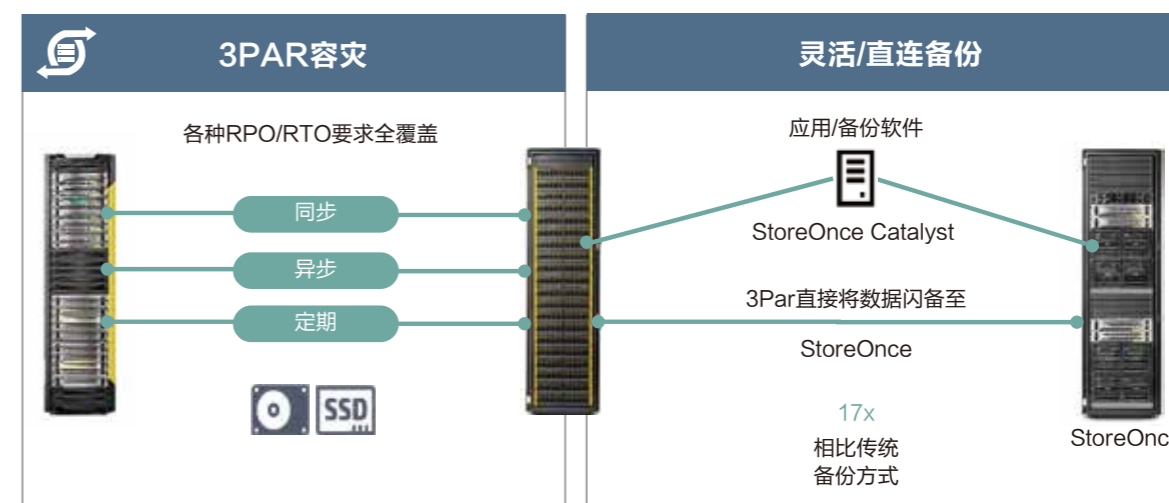 3PAR容灾
各种RPO/RTO要求全覆盖
同步
异步
定期
SSD
灵活/直连备份
应用/备份软件
StoreOnce Catalyst
3Par直接将数据闪备至
StoreOnce
17x
相比传统
备份方式
StoreOnc